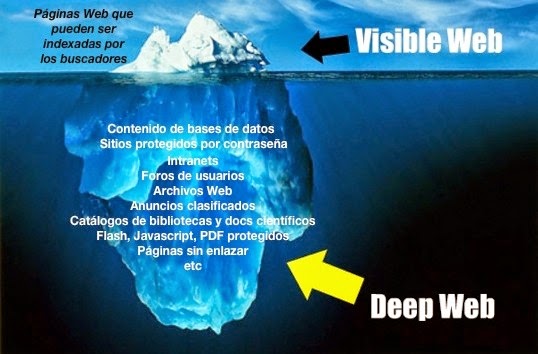 Páginas Web que
pueden ser
indexadas por
los buscadores
Visible Web
Contenido de bases de datos
Sitios protegidos por contraseña
intranets
Foros de usuarios
Archivos Web
Anuncios clasificados
Catálogos de bibliotecas y docs científicos
Flash, Javascript, PDF protegidos
Páginas sin enlazar
etc
Deep Web